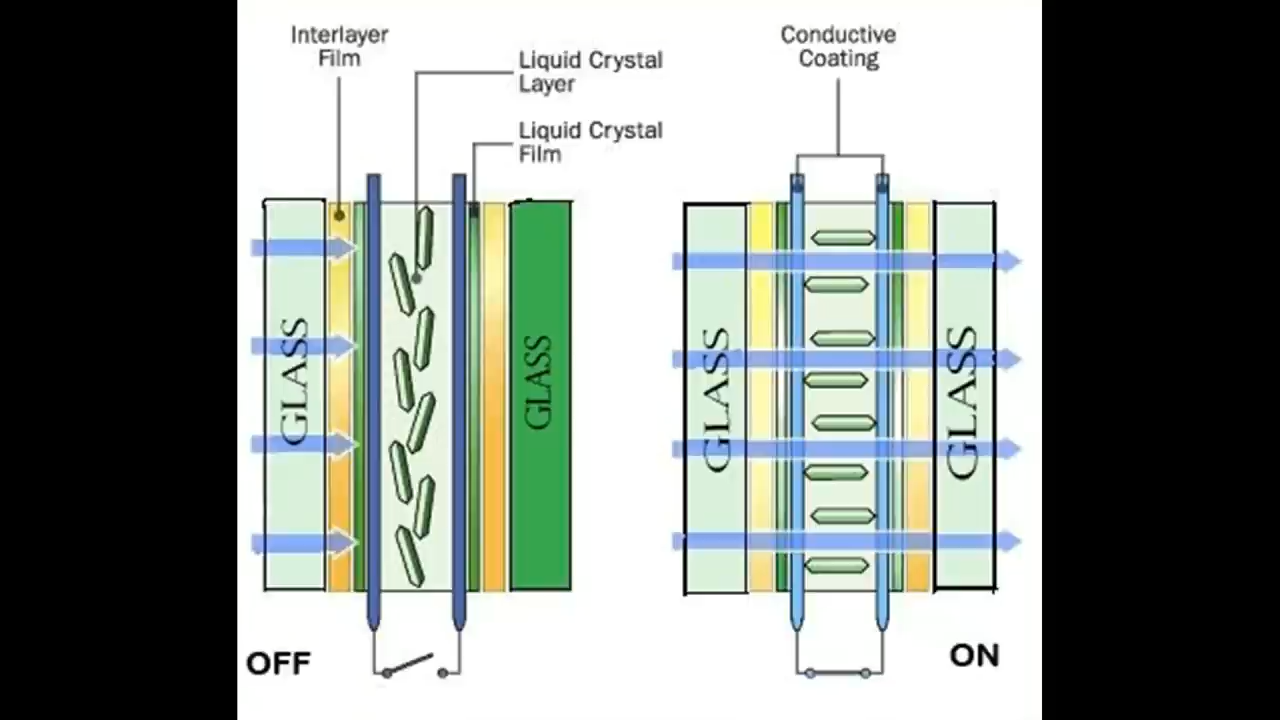 Interlayer
Film
Liquid Crystal
Layer
Liquid Crystal
Film
Conductive
Coating
GLASS
GLASS
GLASS
GLASS
OFF
ON